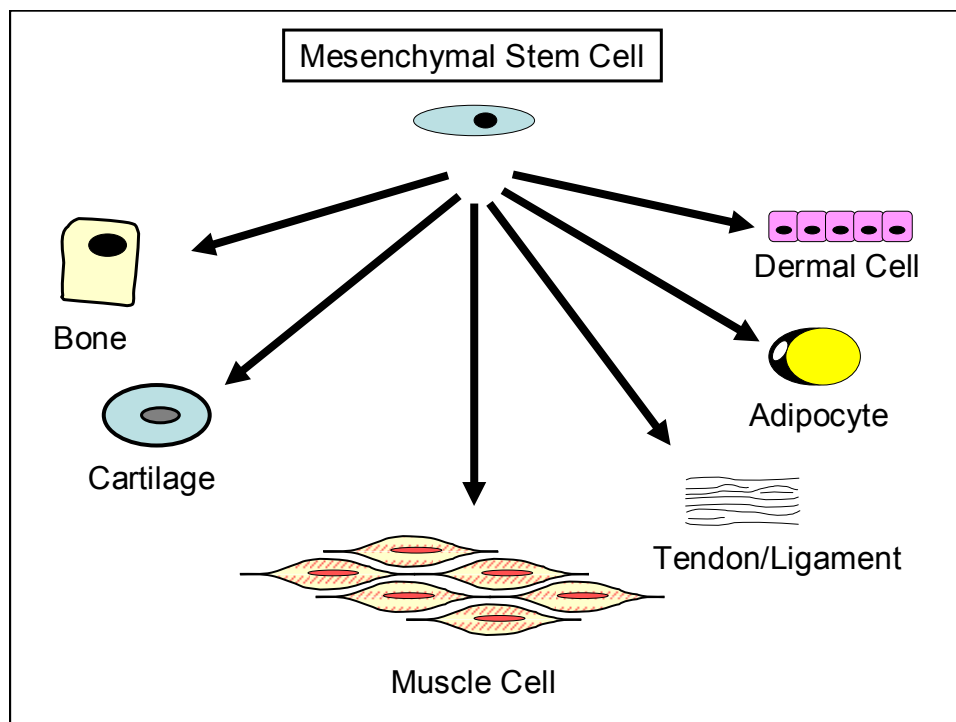 Mesenchymal Stem Cell
Bone
Cartilage
Muscle Cell
Tendon/Ligament
Adipocyte
Dermal Cell